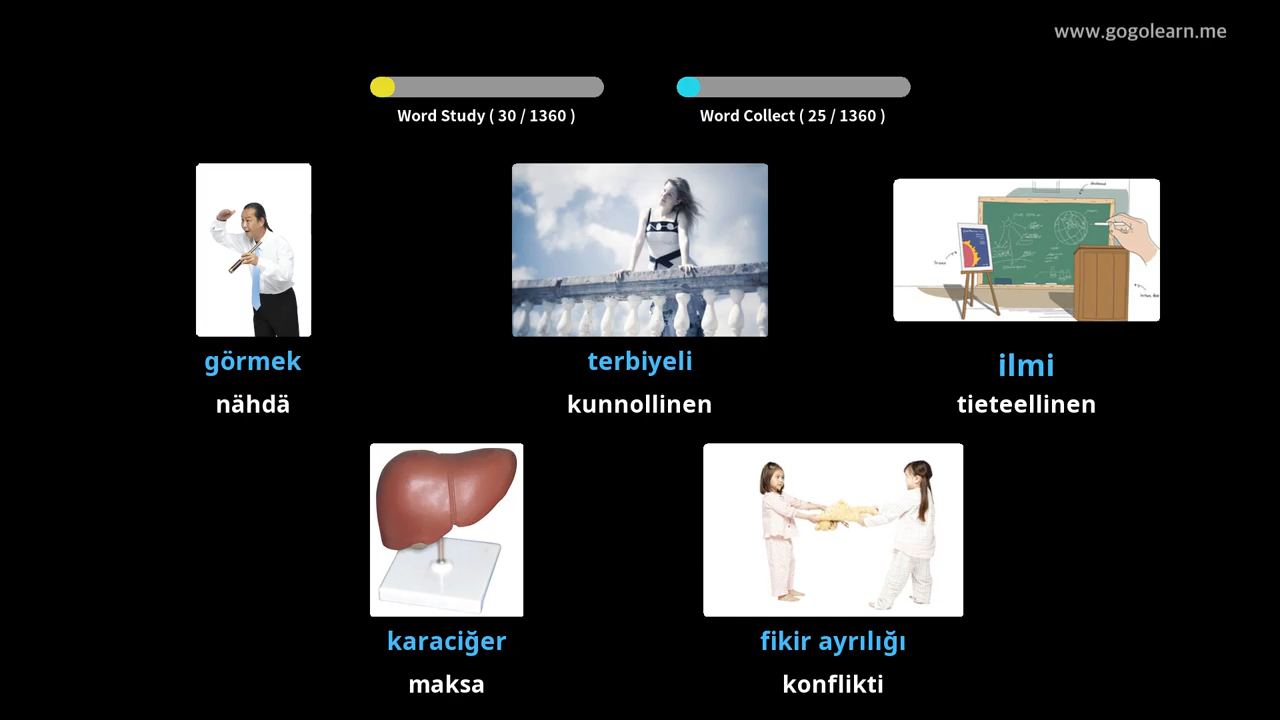 www.gogolearn.me
Word Study ( 30 / 1360 )
Word Collect ( 25 / 1360 )
görmek
terbiyeli
ilmi
nähdä
kunnollinen
tieteellinen
karaciğer
fikir ayrılığı
maksa
konflikti